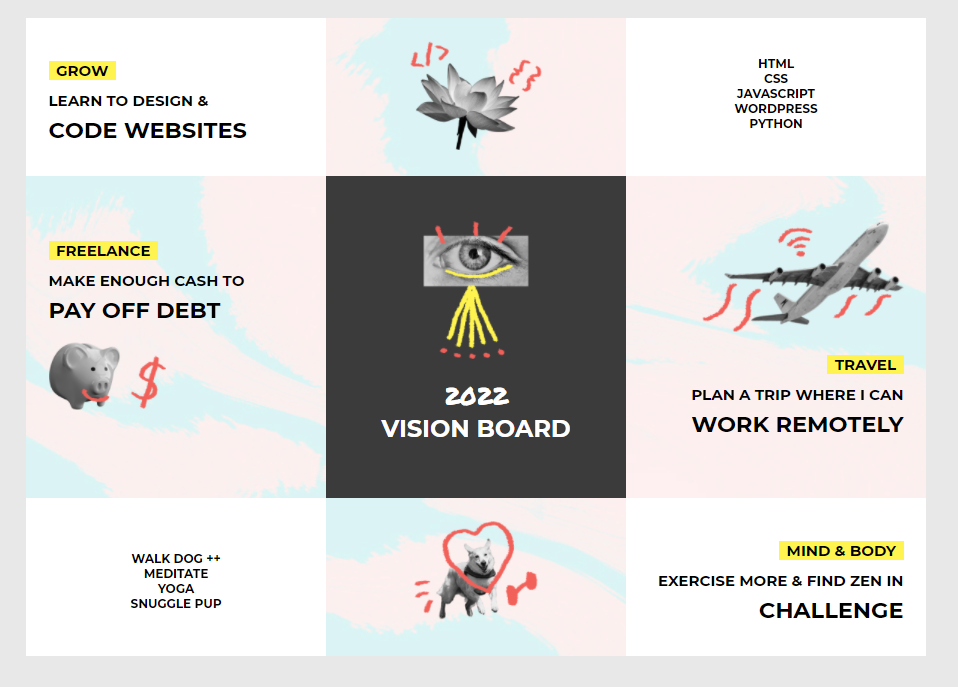 GROW
LEARN TO DESIGN &
CODE WEBSITES
</>
{ }
HTML
CSS
JAVASCRIPT
WORDPRESS
PYTHON
FREELANCE
MAKE ENOUGH CASH TO
PAY OFF DEBT
$
2022
VISION BOARD
TRAVEL
PLAN A TRIP WHERE I CAN
WORK REMOTELY
WALK DOG ++
MEDITATE
YOGA
SNUGGLE PUP
MIND & BODY
EXERCISE MORE & FIND ZEN IN
CHALLENGE